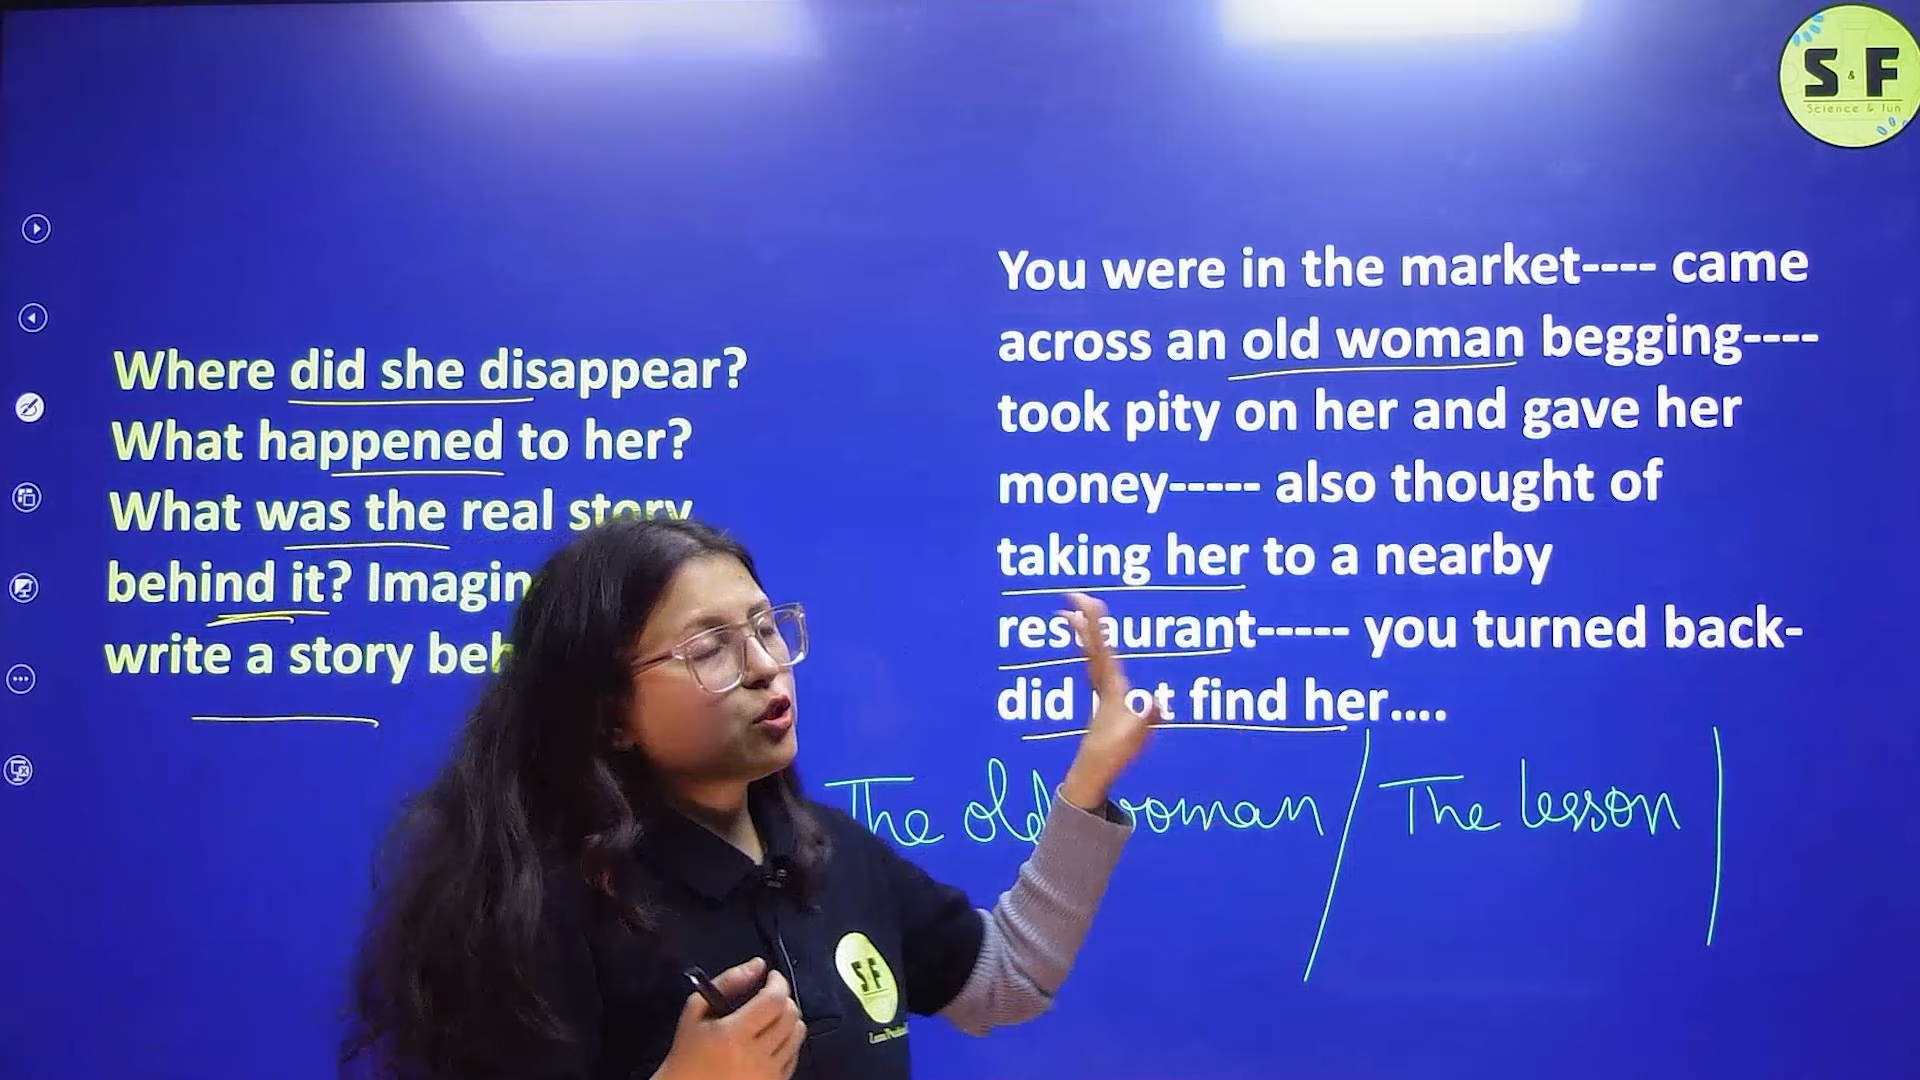 S & F
Science & fun
Where did she disappear?
What happened to her?
What was the real story
behind it? Imagin
write a story beh
You were in the market---- came
across an old woman begging----
took pity on her and gave her
money----- also thought of
taking her to a nearby
restaurant----- you turned back-
did not find her....
The old woman / The lesson |
S&F